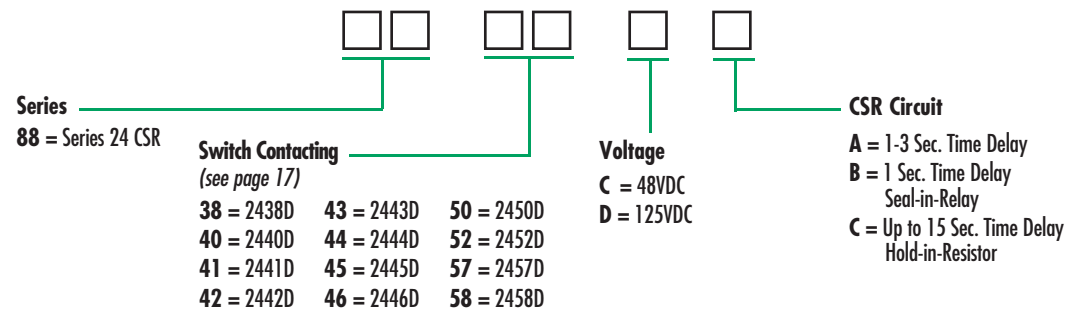 Series
88 = Series 24 CSR
Switch Contacting
(see page 17)
38 = 2438D 43 = 2443D 50 = 2450D
40 = 2440D 44 = 2444D 52 = 2452D
41 = 2441D 45 = 2445D 57 = 2457D
42 = 2442D 46 = 2446D 58 = 2458D
Voltage
C = 48VDC
D = 125VDC
CSR Circuit
A = 1-3 Sec. Time Delay
B = 1 Sec. Time Delay
Seal-in-Relay
C = Up to 15 Sec. Time Delay
Hold-in-Resistor